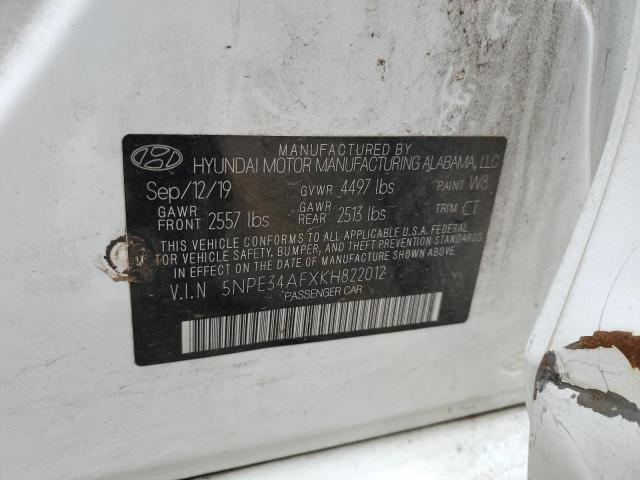 MANUFACTURED BY
HYUNDAI MOTOR MANUFACTURING ALABAMA, LLC
Sep/12/19 GVWR 4497 lbs PAINT W8
GAWR FRONT 2557 lbs GAWR REAR 2513 lbs TRIM CT
THIS VEHICLE CONFORMS TO ALL APPLICABLE U.S.A. FEDERAL
MOTOR VEHICLE SAFETY, BUMPER, AND THEFT PREVENTION STANDARDS
IN EFFECT ON THE DATE OF MANUFACTURE SHOWN ABOVE.
V.I.N 5NPE34AFXKH822012
PASSENGER CAR